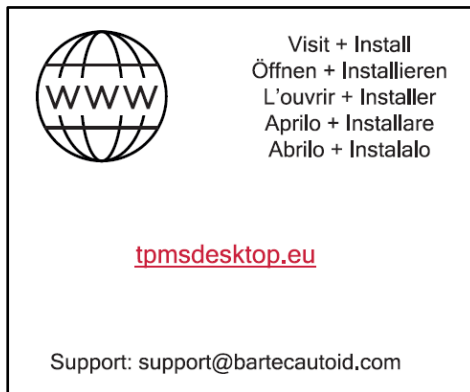 WWW
Visit + Install
Öffnen + Installieren
L'ouvrir + Installer
Aprilo + Installare
Abrilo + Instalalo
tpmsdesktop.eu
Support: support@bartecautoid.com